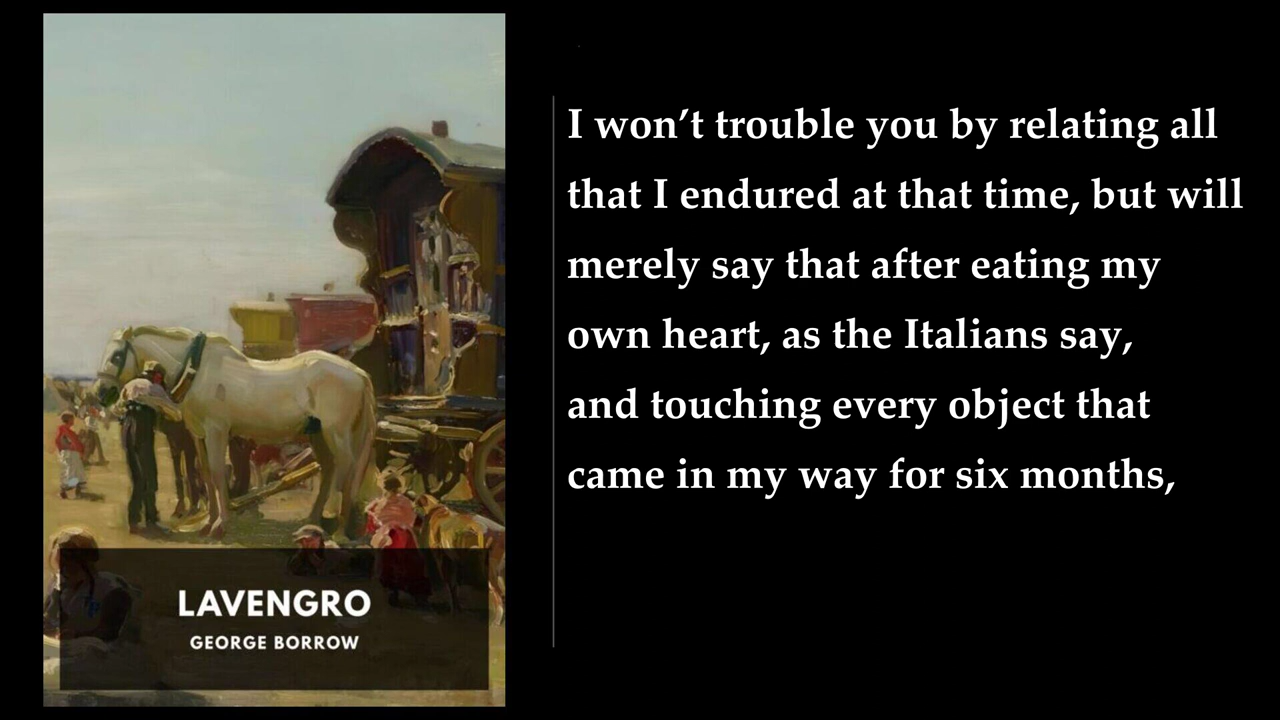 LAVENGRO
GEORGE BORROW
I won’t trouble you by relating all
that I endured at that time, but will
merely say that after eating my
own heart, as the Italians say,
and touching every object that
came in my way for six months,